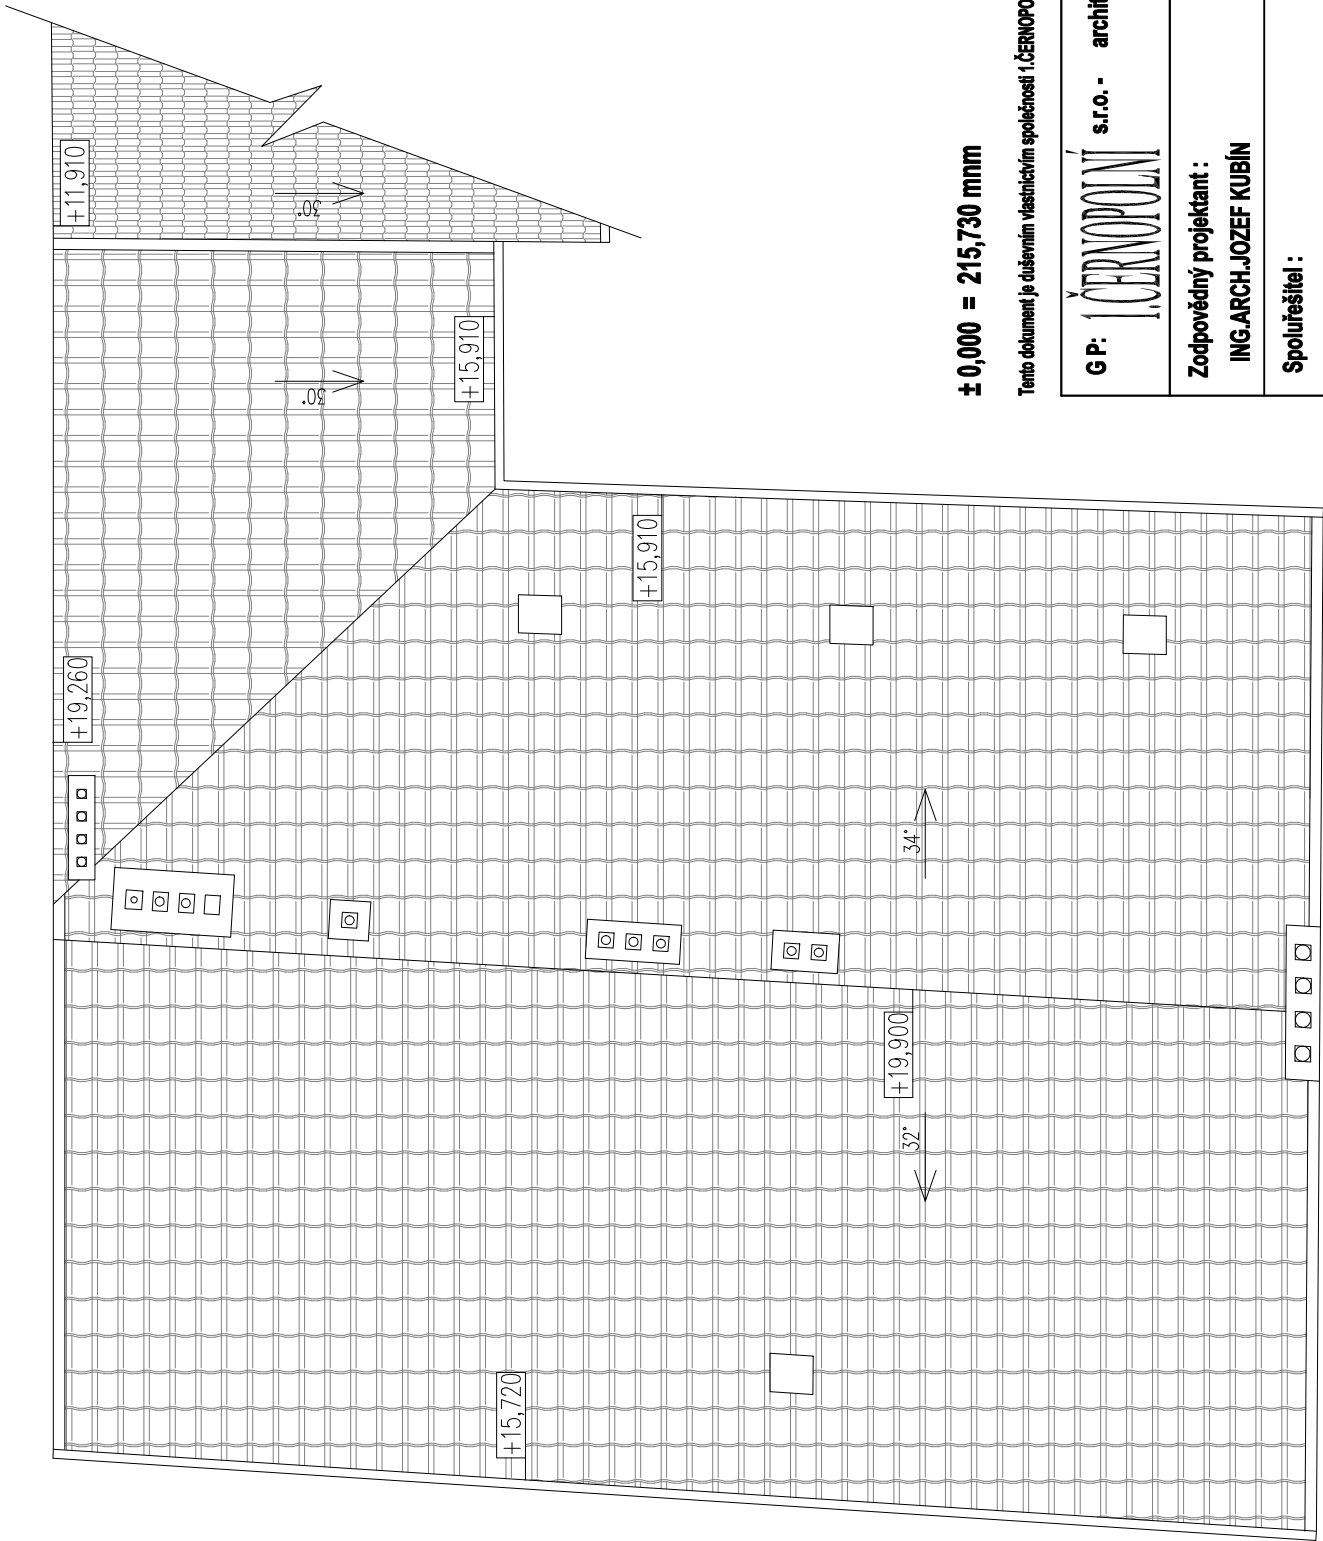 +11,910
30°
+15,910
30°
+19,260
+15,910
34°
+19,900
32°
+15,720
± 0,000 = 215,730 mnm
Tento dokument je duševním vlastnictvím společnosti 1.ČERNOPO
G P: 1.ČERNOPOLNÍ s.r.o. - archit
Zodpovědný projektant :
ING.ARCH.JOZEF KUBÍN
Spoluřešitel :